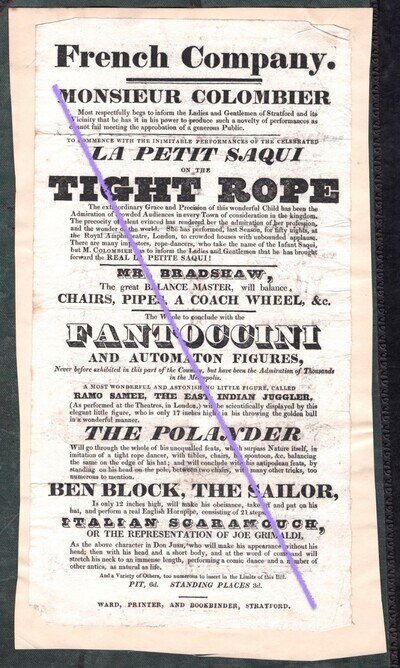 French Company.
MONSIEUR COLOMBIER
Most respectfully begs to inform the Ladies and Gentlemen of Stratford and its
Vicinity that he has it in his power to produce such a novelty of performances as
cannot fail meeting the approbation of a generous Public.
TO COMMENCE WITH THE INIMITABLE PERFORMANCES OF THE CELEBRATED
LA PETIT SAQUI
ON THE
TIGHT ROPE
The extraordinary Grace and Precision of this wonderful Child has been the
Admiration of crowded Audiences in every Town of consideration in the kingdom.
The precocity of talent evinced has rendered her the admiration of her profession,
and the wonder of the world. She has performed, last Season, for fifty nights, at
the Royal Amphitheatre, London, to crowded houses with unbounded applause.
There are many impostors, rope-dancers, who take the name of the Infant Saqui,
but M. COLOMBIER begs to inform the Ladies and Gentlemen that he has brought
forward the REAL LA PETITE SAQUI!
MR. BRADSHAW,
The great BALANCE MASTER, will balance,
CHAIRS, PIPES, A COACH WHEEL, &c.
The Whole to conclude with the
FANTOCCINI
AND AUTOMATON FIGURES,
Never before exhibited in this part of the Country, but have been the Admiration of Thousands
in the Metropolis.
A MOST WONDERFUL AND ASTONISHING LITTLE FIGURE, CALLED
RAMO SAMEE, THE EAST INDIAN JUGGLER,
(As performed at the Theatres, in London,) will be scientifically displayed by this
elegant little figure, who is only 17 inches high in his throwing the golden ball
in a wonderful manner.
THE POLANDER
Will go through the whole of his unequalled feats, which surpass Nature itself, in
imitation of a tight rope dancer, with tables, chairs, spontoon, &c. balancing
the same on the edge of his hat; and will conclude with his antipodean feats, by
standing on his head on the pole, between two chairs, with many other tricks, too
numerous to mention.
BEN BLOCK, THE SAILOR,
Is only 12 inches high, will make his obeisance, take off and put on his
hat, and perform a real English Hornpipe, consisting of 21 steps.
ITALIAN SCARAMOUCH,
OR THE REPRESENTATION OF JOE GRIMALDI,
As the above character in Don Juan, who will make his appearance without his
head; then with his head and a short body, and at the word of command will
stretch his neck to an immense length, performing a comic dance and a number of
other antics, as natural as life.
And a Variety of Others, too numerous to insert in the Limits of this Bill.
PIT, 6d. STANDING PLACES 3d.
WARD, PRINTER, AND BOOKBINDER, STRATFORD.